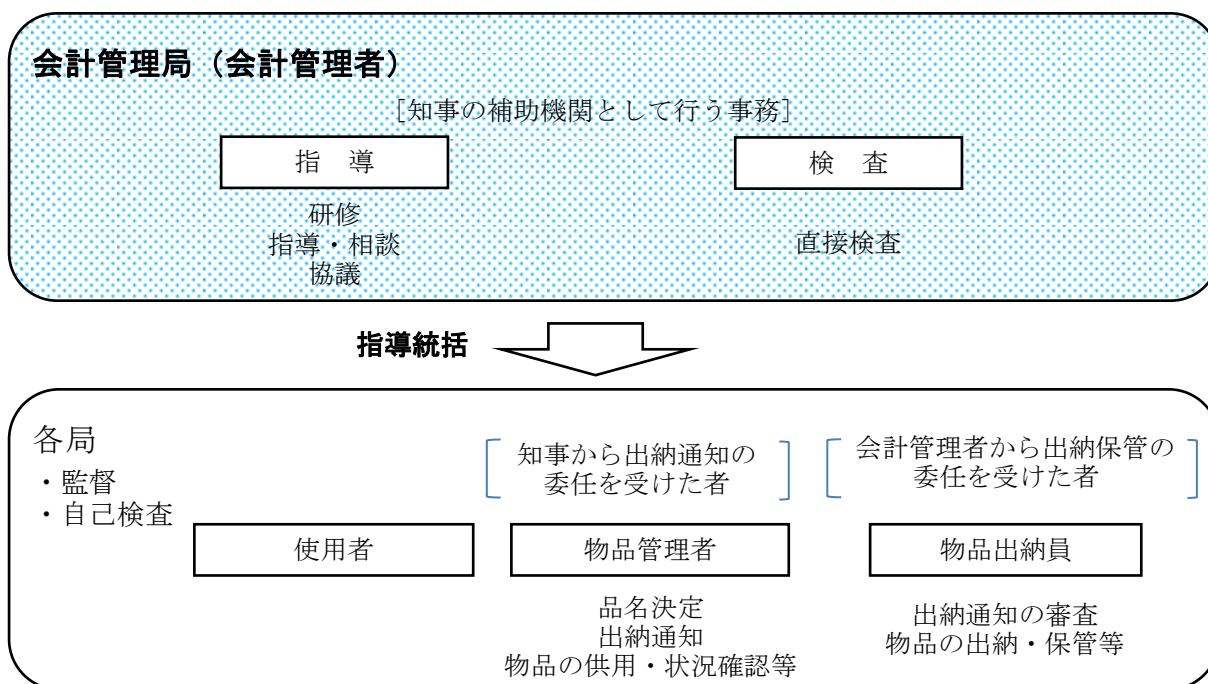 会計管理局（会計管理者）
［知事の補助機関として行う事務］
指　導
検　査
研修
指導・相談
協議
直接検査
指導統括
各局
・監督
・自己検査
知事から出納通知の
委任を受けた者
会計管理者から出納保管の
委任を受けた者
使用者
物品管理者
物品出納員
品名決定
出納通知
物品の供用・状況確認等
出納通知の審査
物品の出納・保管等